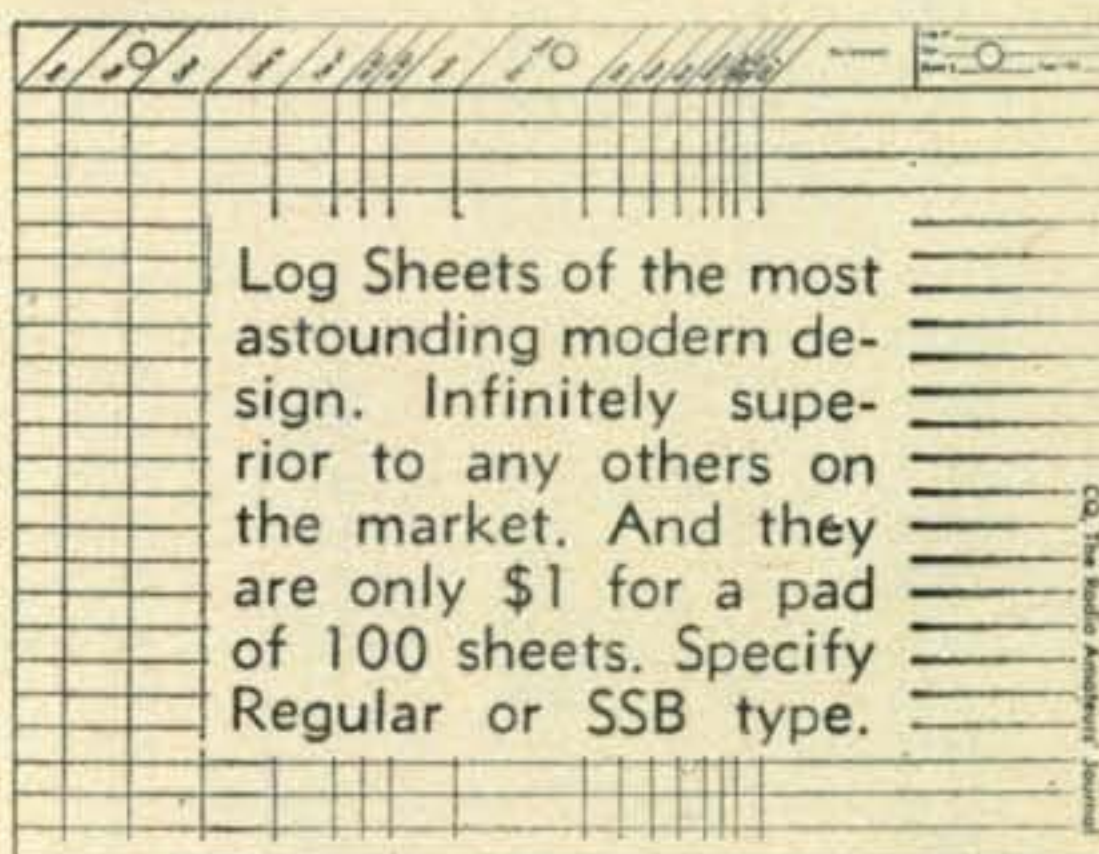 Log Sheets of the most
astounding modern de-
sign. Infinitely supe-
rior to any others on
the market. And they
are only $1 for a pad
of 100 sheets. Specify
Regular or SSB type.
CQ, The Radio Amateurs' Journal